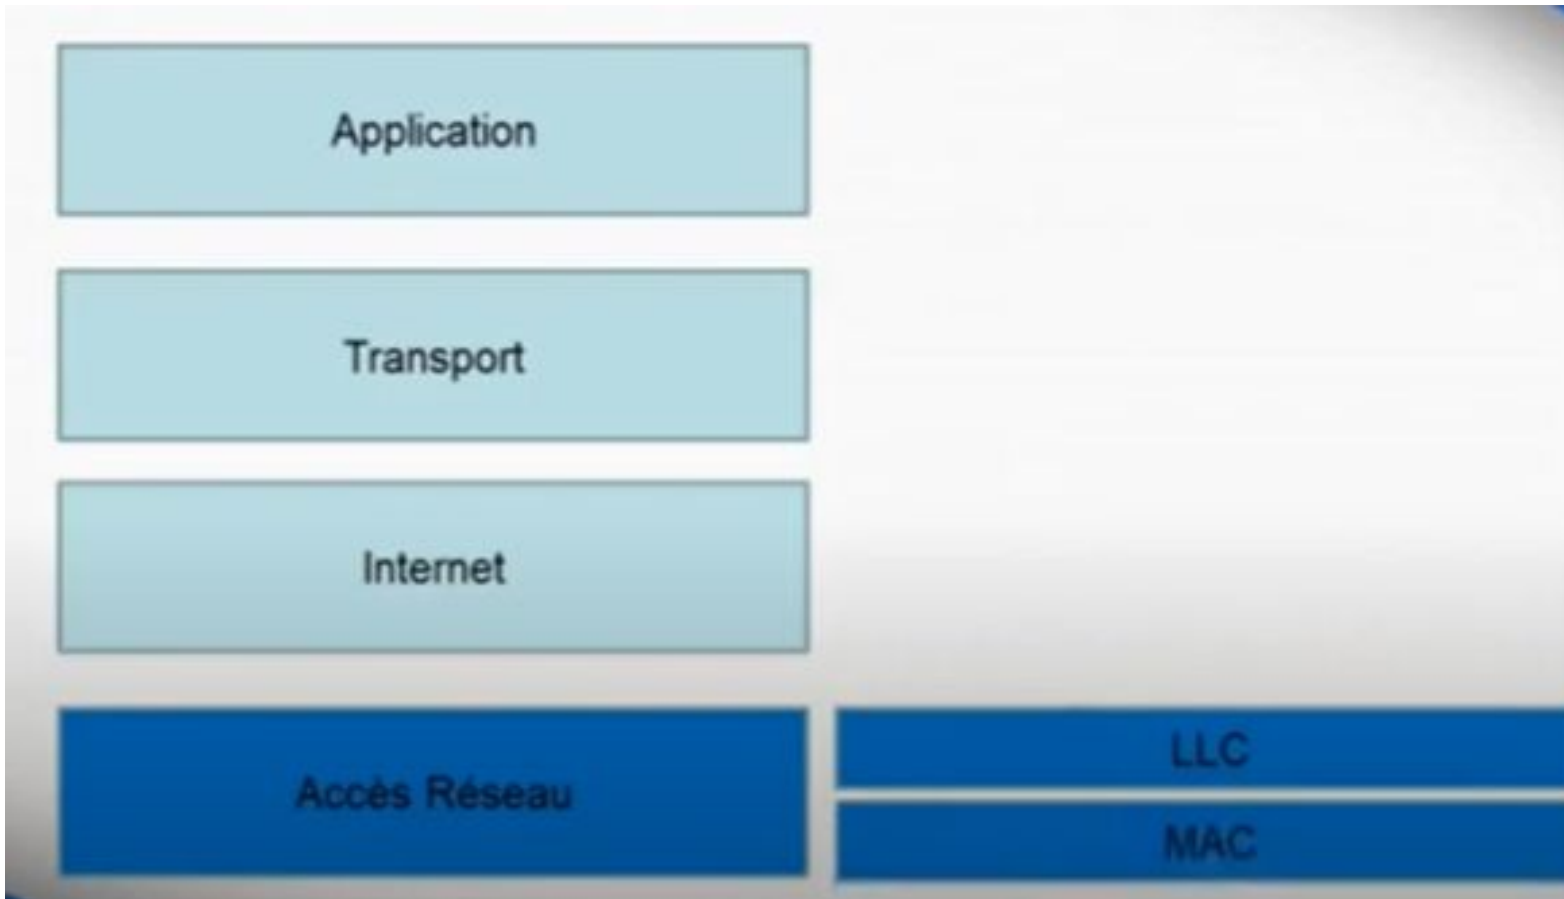 Application
Transport
Internet
Accès Réseau
LLC
MAC